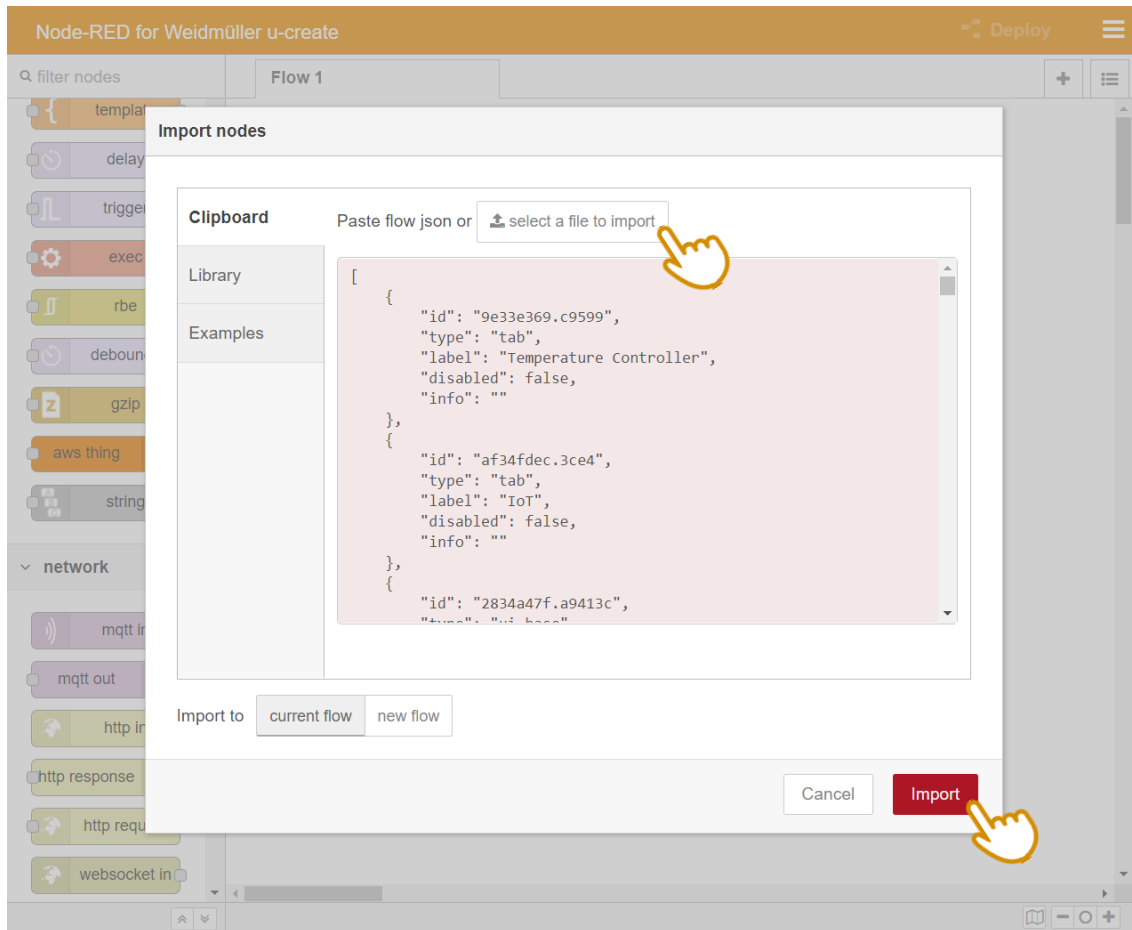 Node-RED for Weidmüller u-create
Deploy
filter nodes
Flow 1
templat
delay
trigger
exec
rbe
deboun
gzip
aws thing
string
network
mqtt in
mqtt out
http in
http response
http requ
websocket in
Import nodes
Clipboard
Library
Examples
Paste flow json or select a file to import
[
{
"id": "9e33e369.c9599",
"type": "tab",
"label": "Temperature Controller",
"disabled": false,
"info": ""
},
{
"id": "af34fdec.3ce4",
"type": "tab",
"label": "IoT",
"disabled": false,
"info": ""
},
{
"id": "2834a47f.a9413c",
Import to current flow new flow
Cancel Import